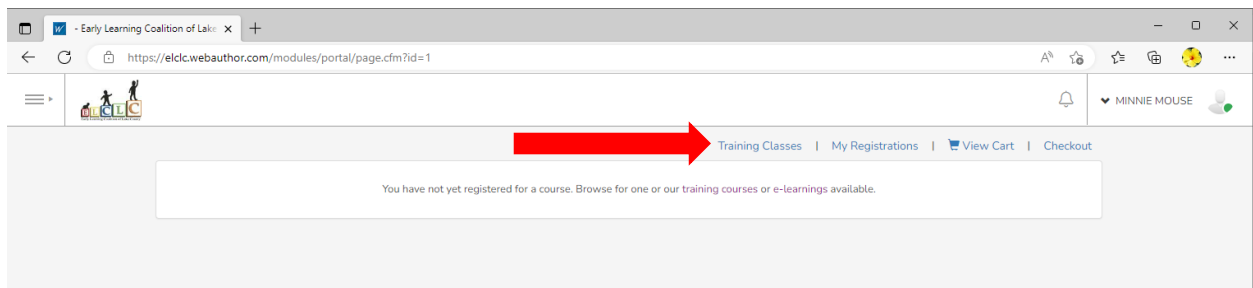 - Early Learning Coalition of Lake
https://elclc.webauthor.com/modules/portal/page.cfm?id=1
ELCLC
MINNIE MOUSE
Training Classes | My Registrations | View Cart | Checkout
You have not yet registered for a course. Browse for one or our training courses or e-learnings available.